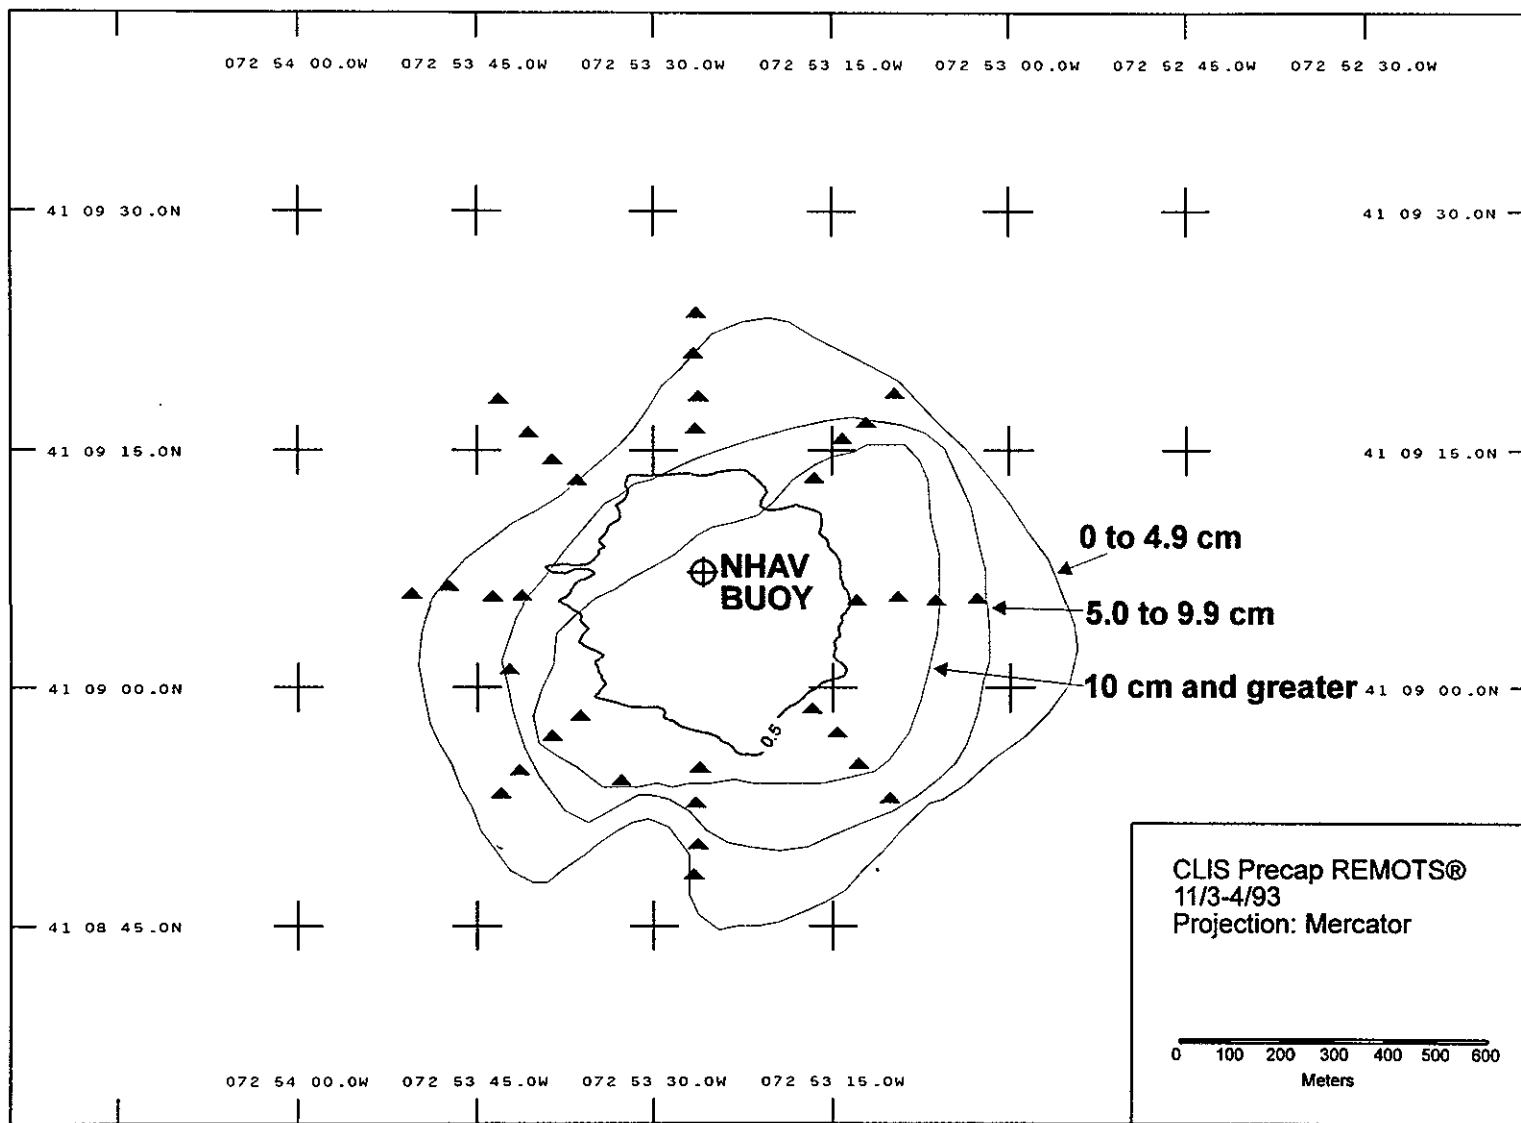 072 54 00.0W 072 53 45.0W 072 53 30.0W 072 53 15.0W 072 53 00.0W 072 52 45.0W 072 52 30.0W
41 09 30.0N 41 09 30.0N
41 09 15.0N 41 09 15.0N
0 to 4.9 cm
NHAV
BUOY
5.0 to 9.9 cm
10 cm and greater
41 09 00.0N 41 09 00.0N
0.5
CLIS Precap REMOTS®
11/3-4/93
Projection: Mercator
41 08 45.0N
0 100 200 300 400 500 600
Meters
072 54 00.0W 072 53 45.0W 072 53 30.0W 072 53 15.0W